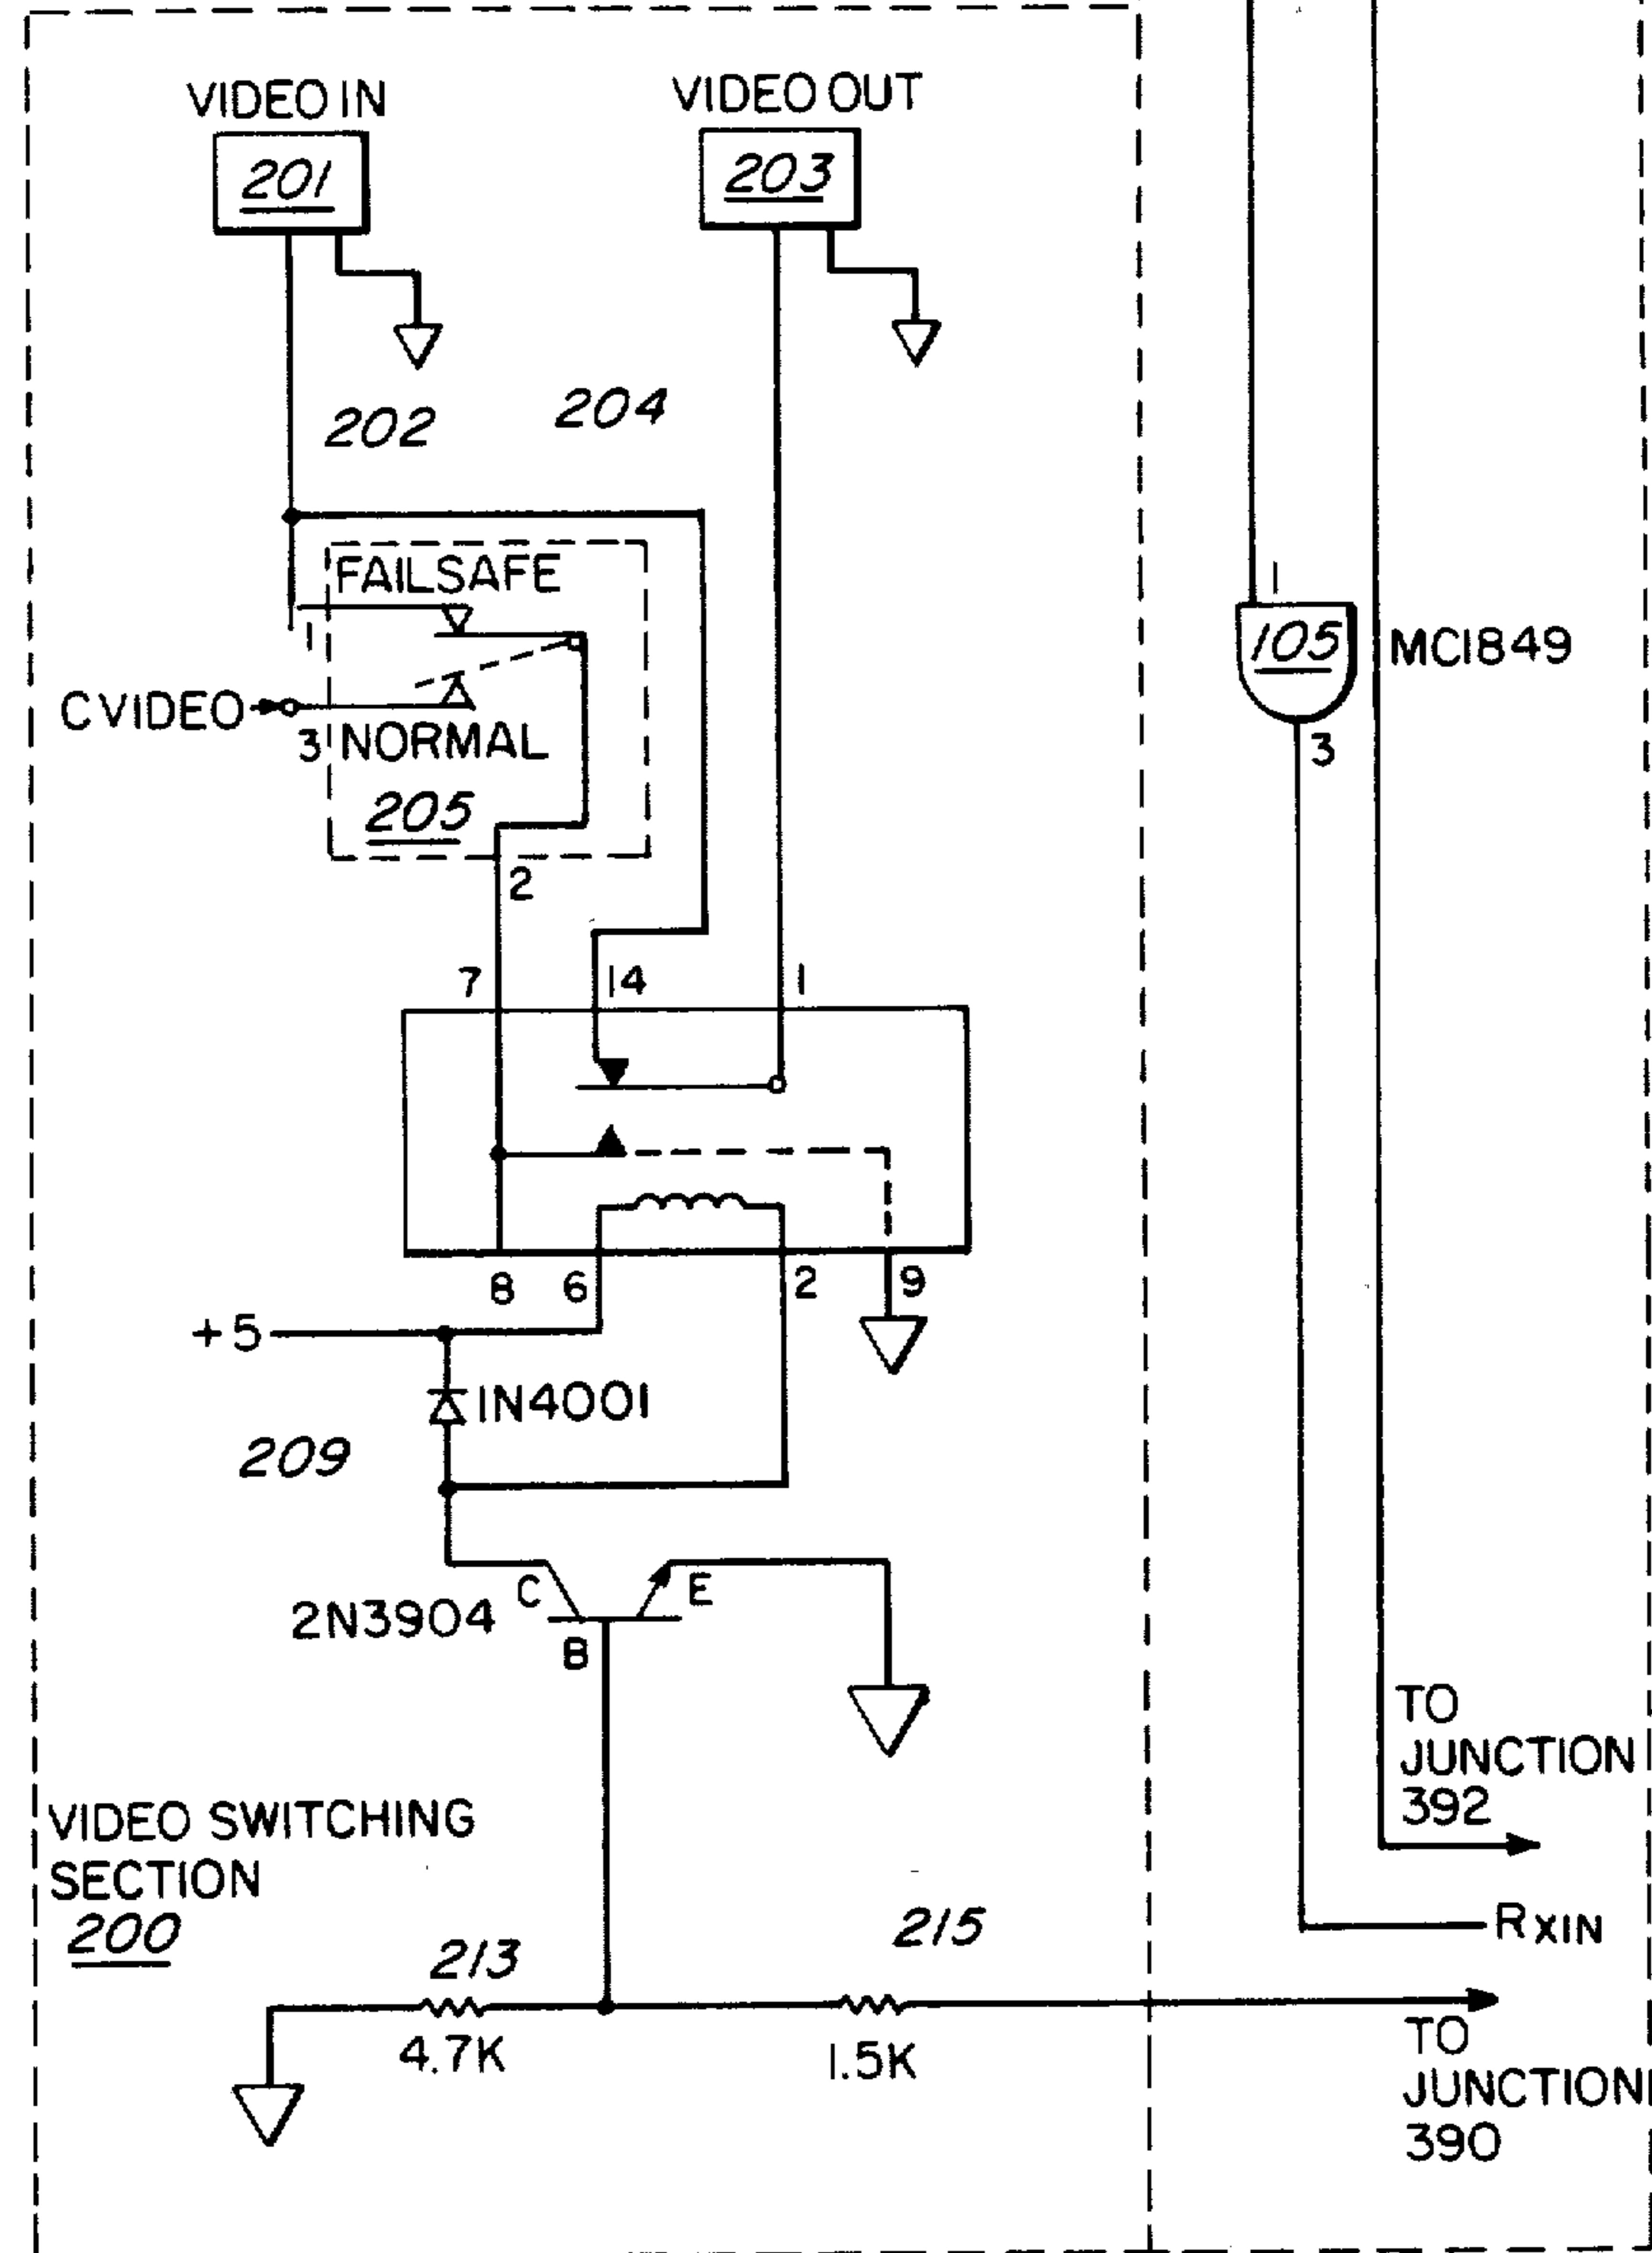 VIDEO IN
VIDEO OUT
201
203
202
204
FAILSAFE
1
1
105
MC1849
CVIDEO
3 NORMAL
3
205
2
7
14
1
8
6
2
9
+5
1N4001
209
C
E
2N3904
B
TO
JUNCTION
392
VIDEO SWITCHING
SECTION
200
215
RXIN
213
4.7K
1.5K
TO
JUNCTION
390